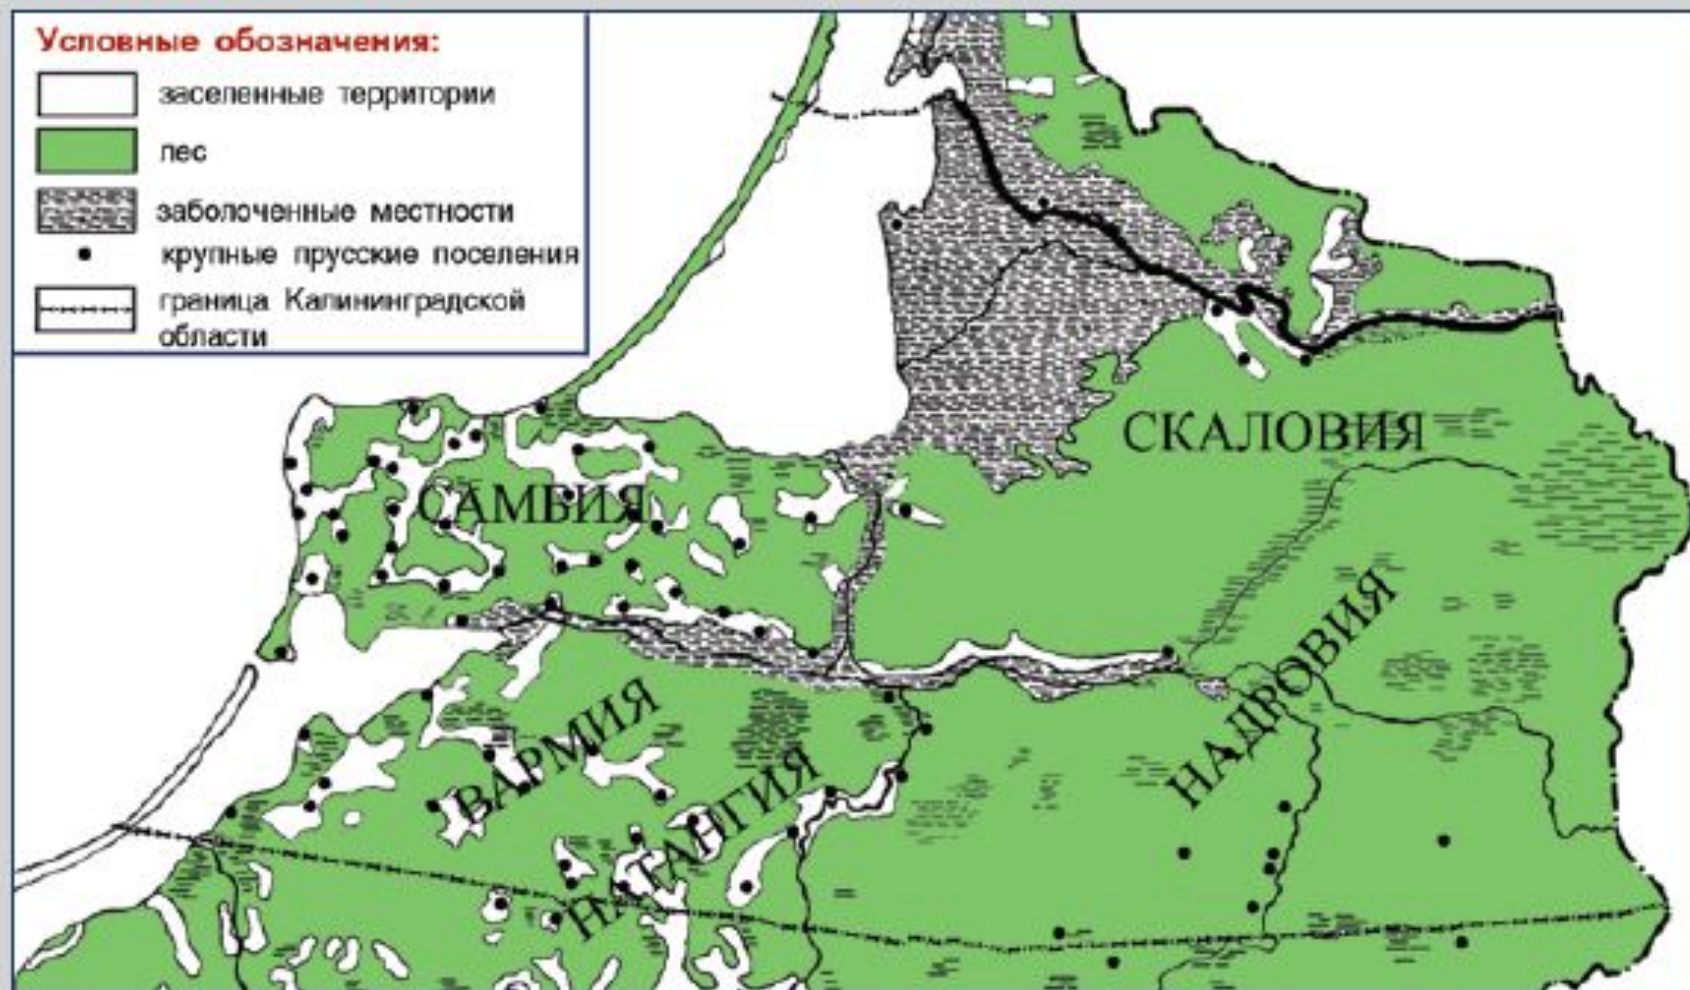 Условные обозначения:
заселенные территории
лес
заболоченные местности
крупные прусские поселения
граница Калининградской
области
СКАЛОВИЯ
САМБИЯ
НАДРОВИЯ
ВАРМИЯ
НАТАНГИЯ